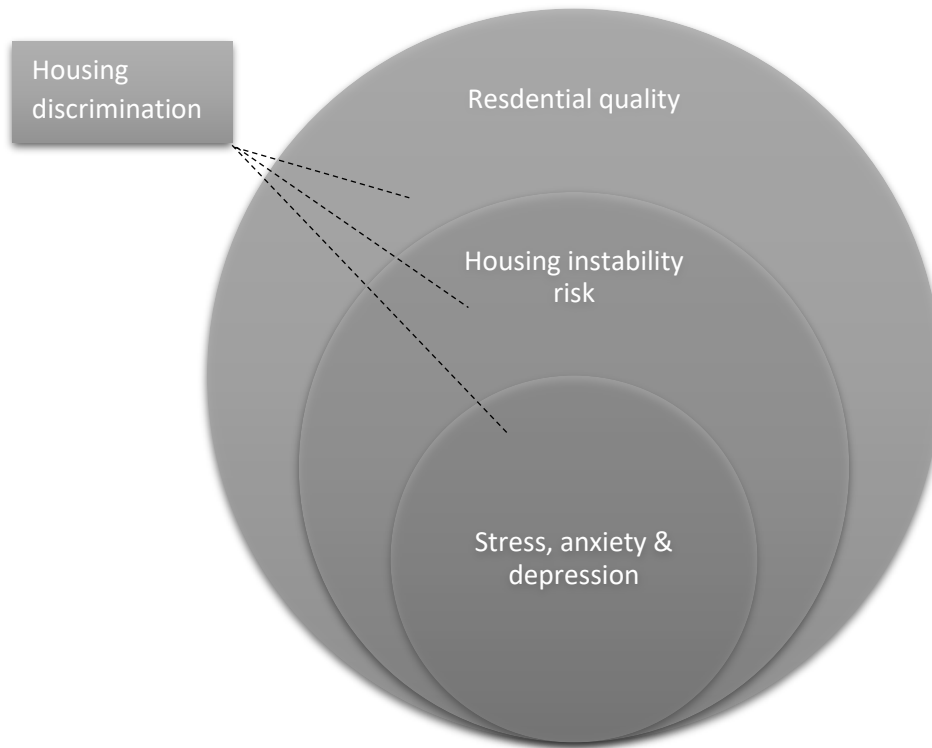 Housing
discrimination
Resdential quality
Housing instability
risk
Stress, anxiety &
depression